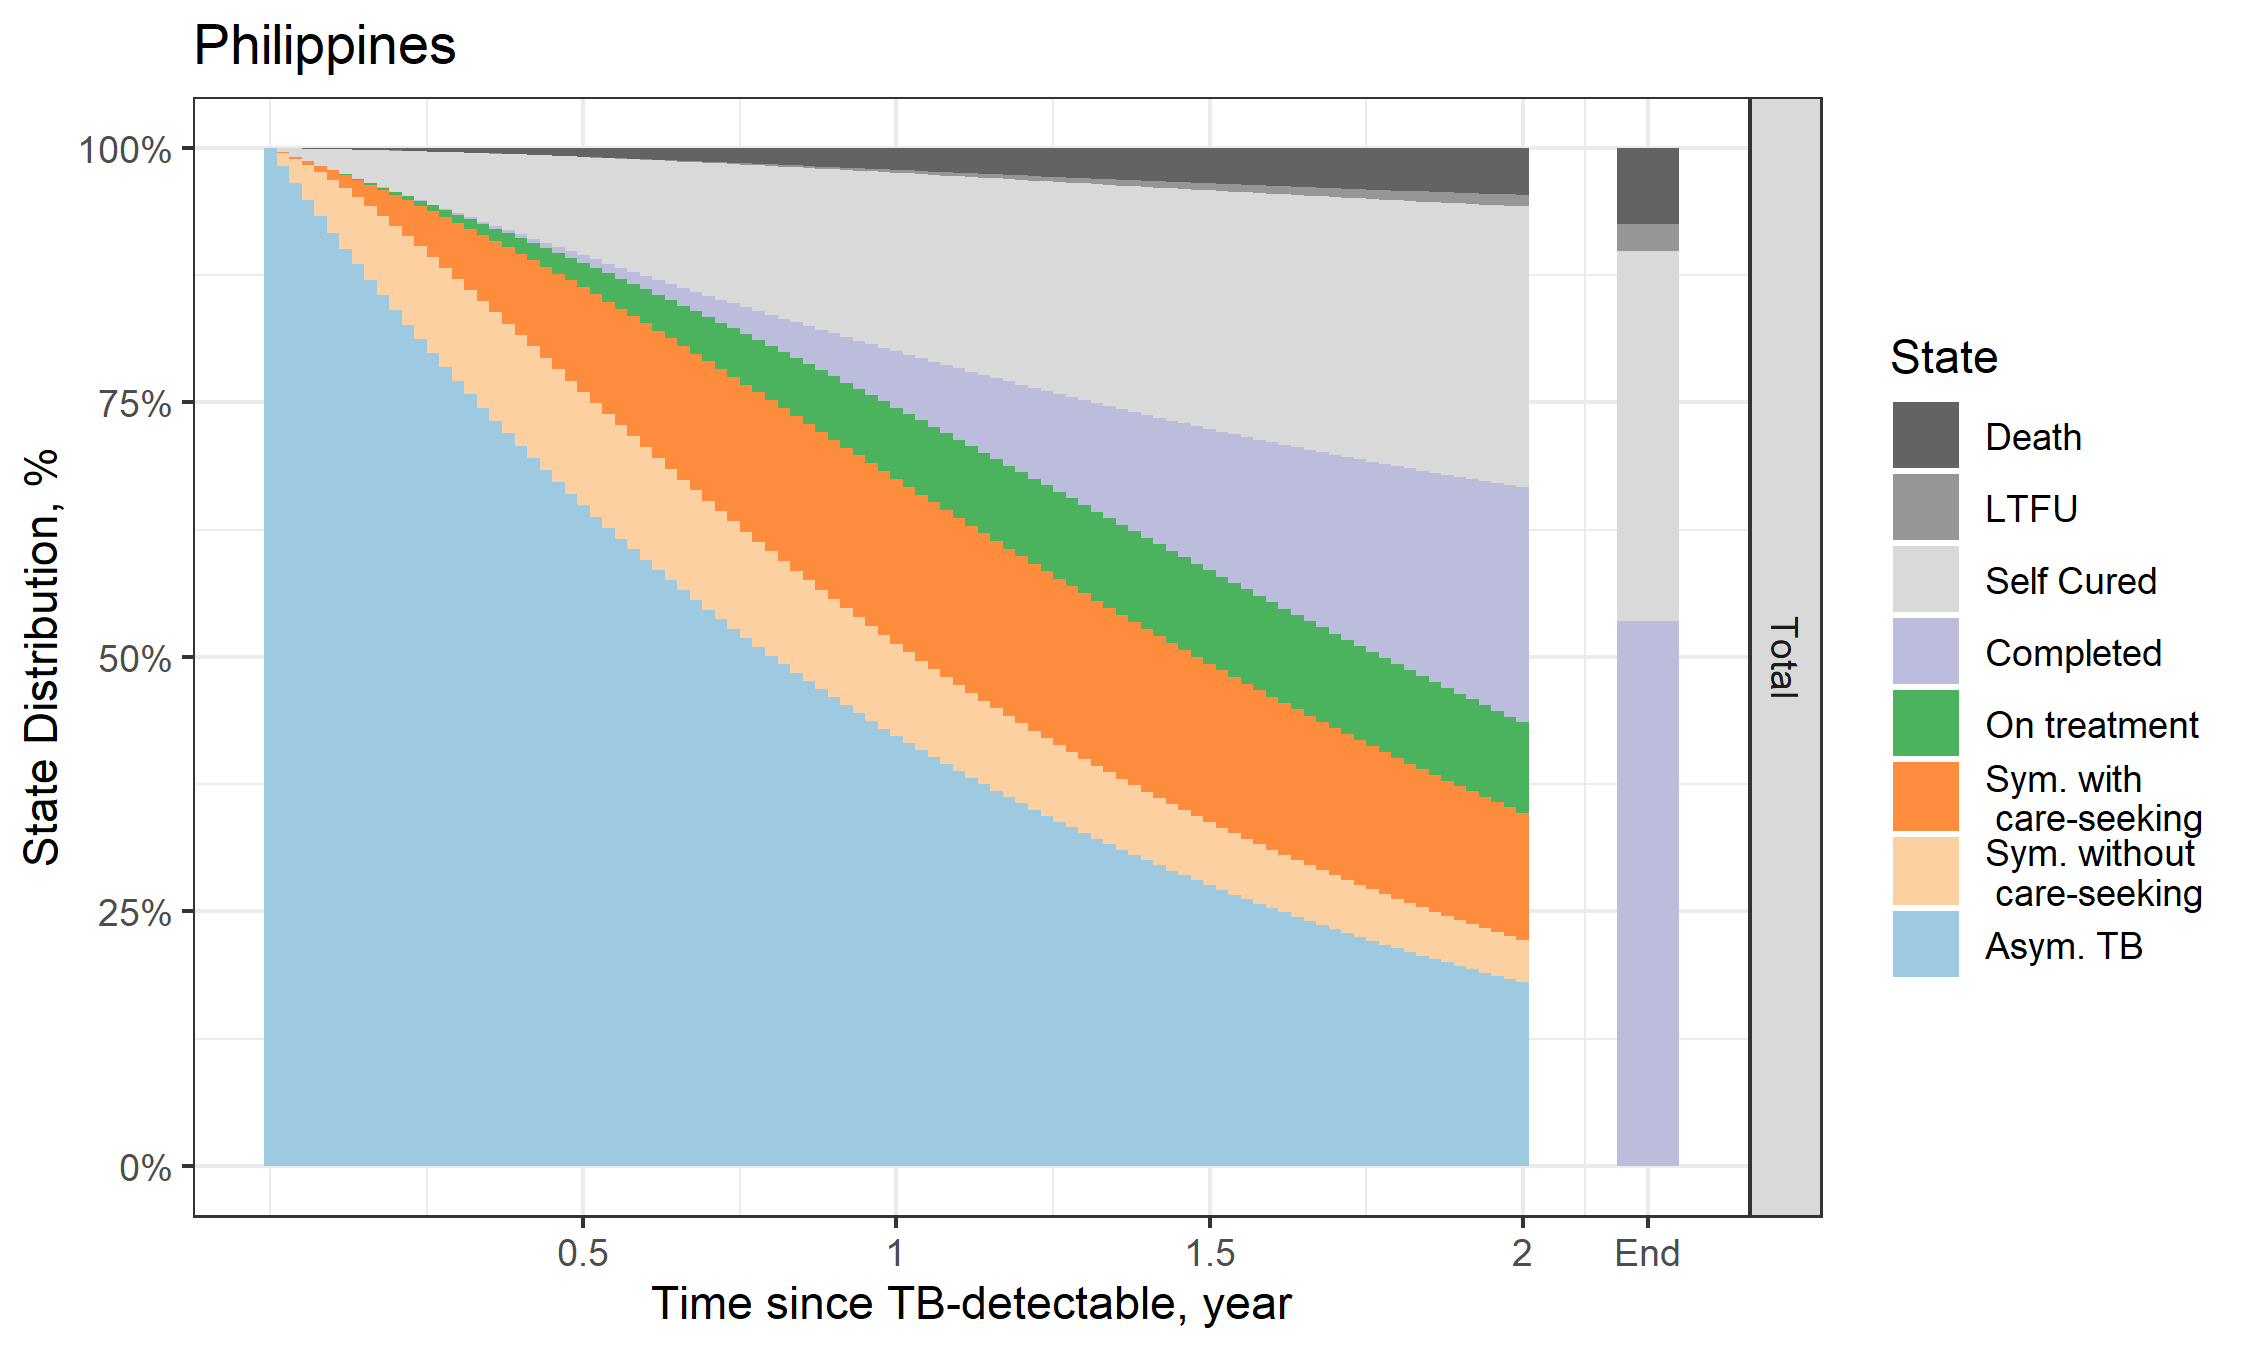 Philippines
100%
75%
50%
25%
0%
State Distribution, %
0.5
1
1.5
2
End
Time since TB-detectable, year
Total
State
Death
LTFU
Self Cured
Completed
On treatment
Sym. with
care-seeking
Sym. without
care-seeking
Asym. TB